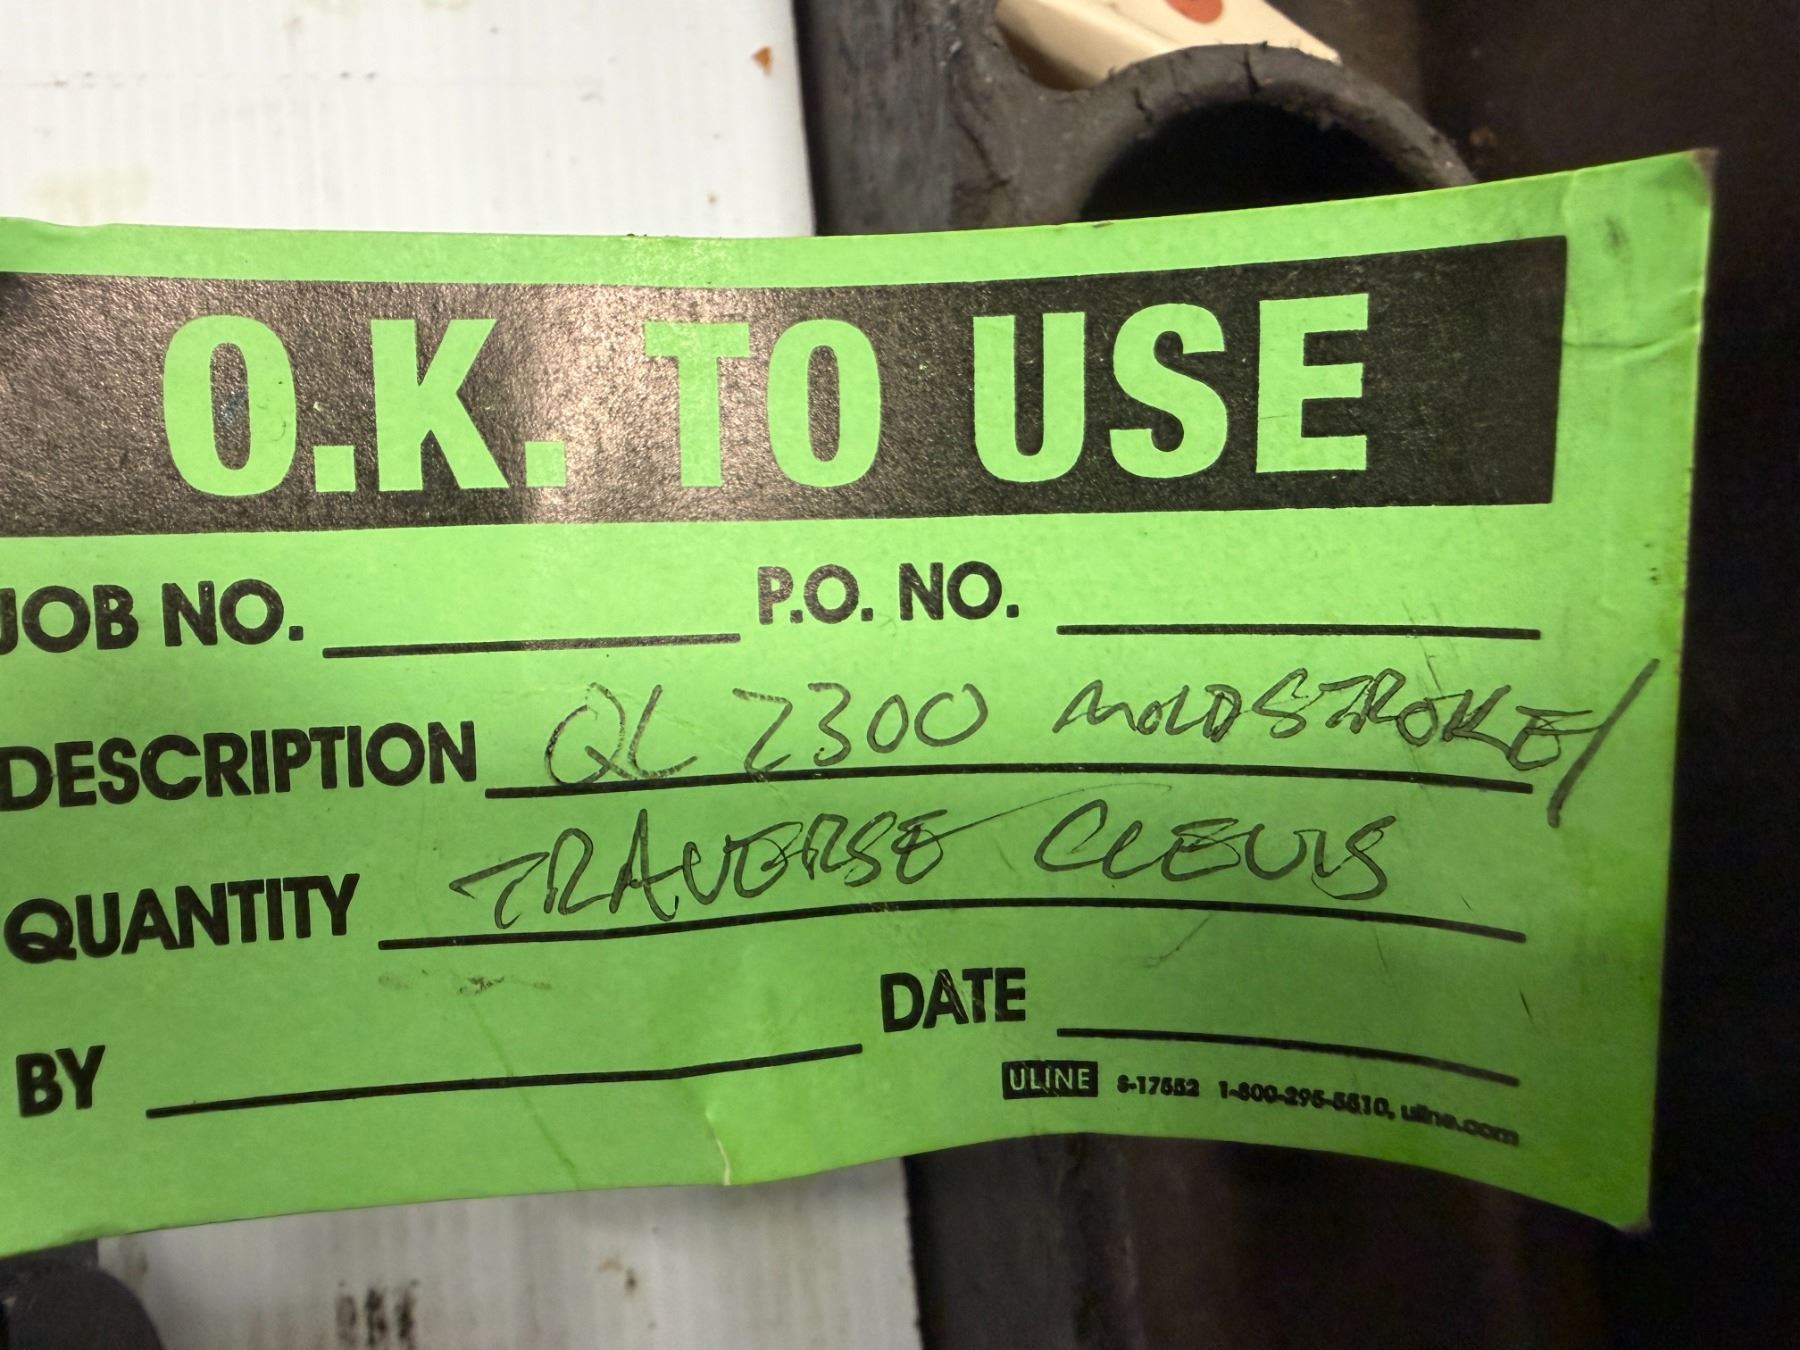 O.K. TO USE
JOB NO. P.O. NO.
DESCRIPTION QL 2300 MOLDSTROKE/
QUANTITY TRAVERSE CLEVIS
BY DATE
ULINE S-17552 1-800-295-5510, uline.com